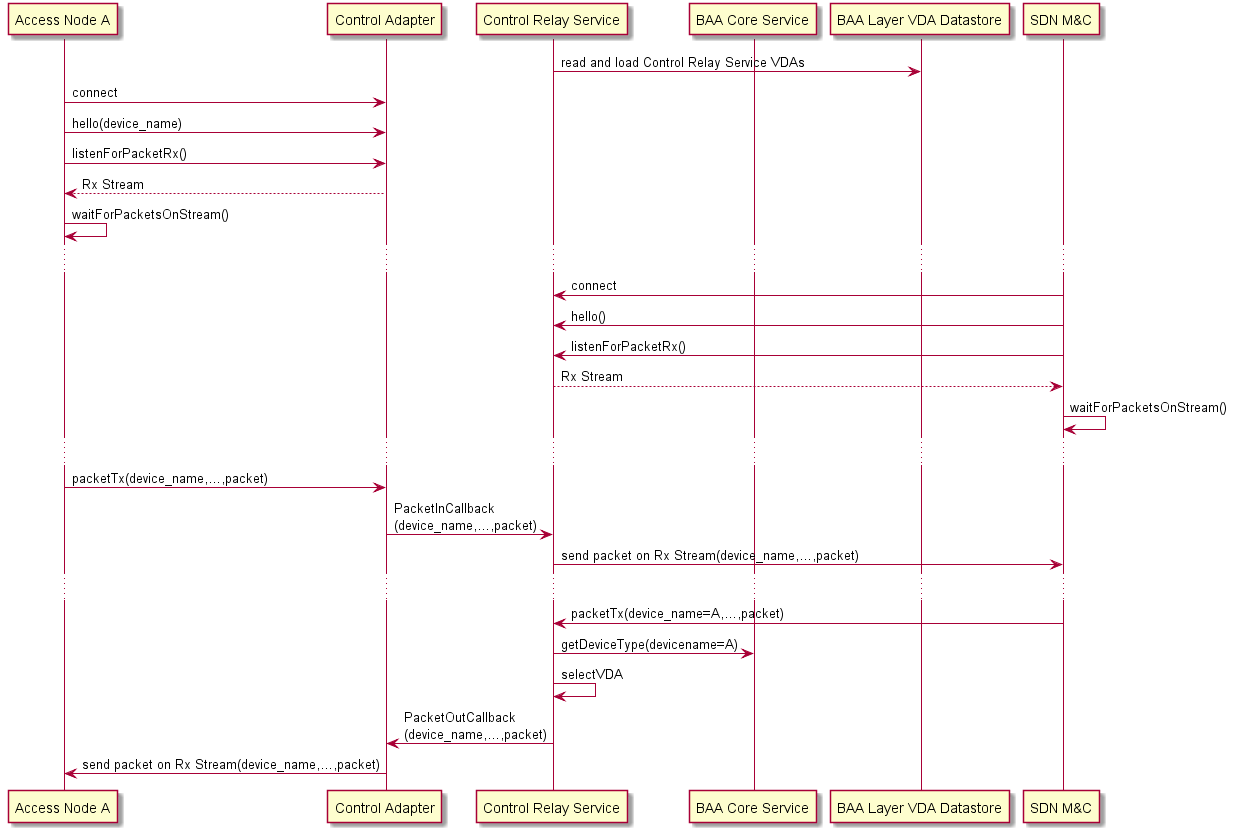 Access Node A
Control Adapter
Control Relay Service
BAA Core Service
BAA Layer VDA Datastore
SDN M&C
read and load Control Relay Service VDAs
connect
hello(device_name)
listenForPacketRx()
Rx Stream
waitForPacketsOnStream()
connect
hello()
listenForPacketRx()
Rx Stream
waitForPacketsOnStream()
packetTx(device_name,...,packet)
PacketInCallback
(device_name,...,packet)
send packet on Rx Stream(device_name,...,packet)
packetTx(device_name=A,...,packet)
getDeviceType(devicename=A)
selectVDA
PacketOutCallback
(device_name,...,packet)
send packet on Rx Stream(device_name,...,packet)
Access Node A
Control Adapter
Control Relay Service
BAA Core Service
BAA Layer VDA Datastore
SDN M&C